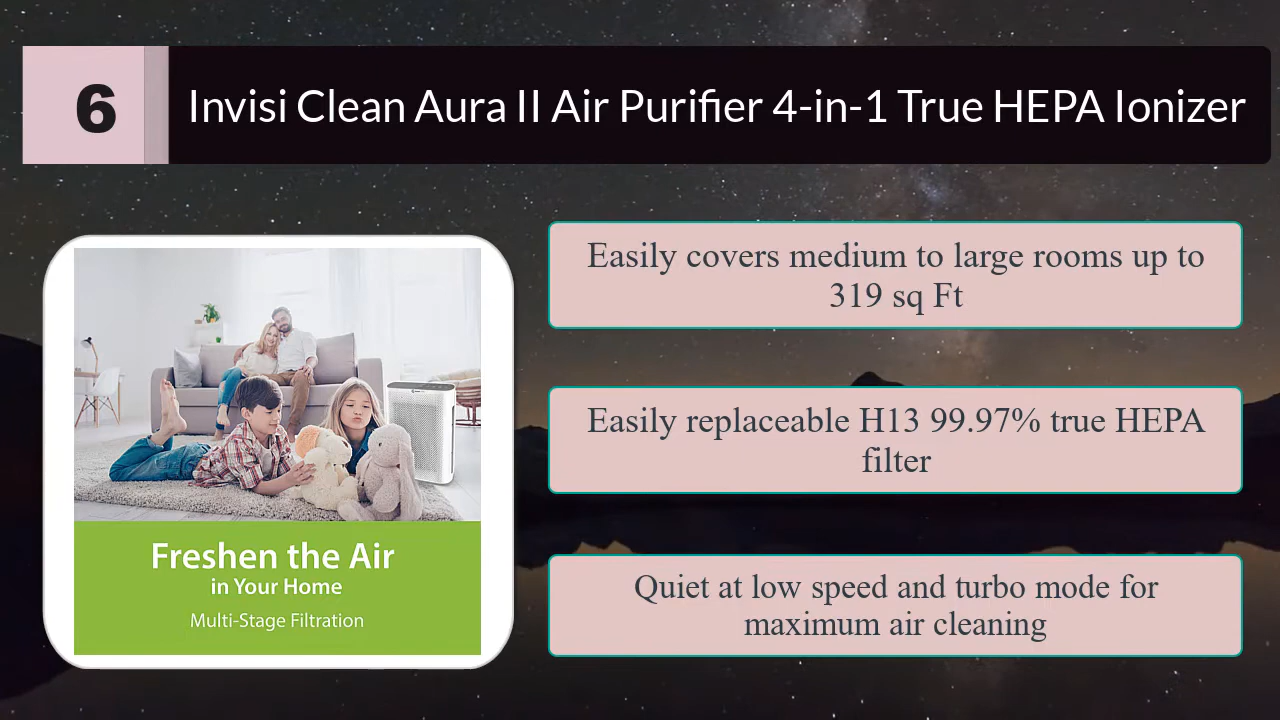 6
Invisi Clean Aura II Air Purifier 4-in-1 True HEPA Ionizer
Easily covers medium to large rooms up to
319 sq Ft
Easily replaceable H13 99.97% true HEPA
filter
Quiet at low speed and turbo mode for
maximum air cleaning
Freshen the Air
in Your Home
Multi-Stage Filtration